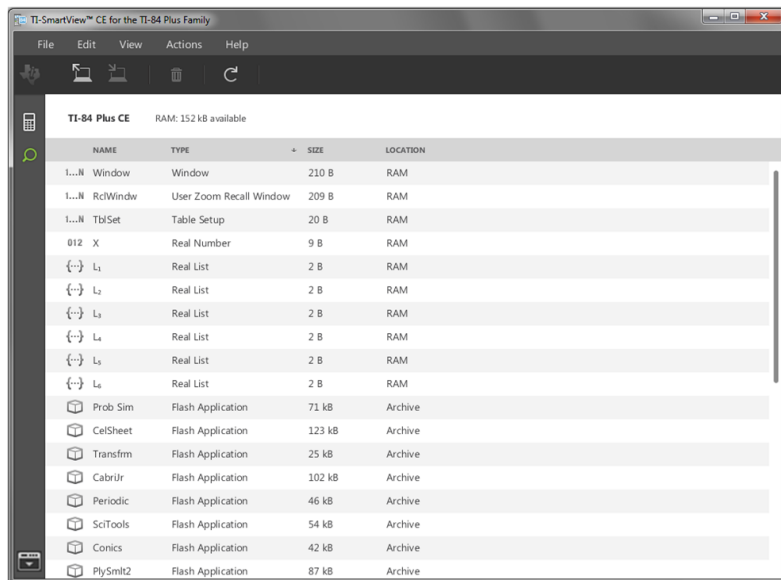 TI-SmartView™ CE for the TI-84 Plus Family
File Edit View Actions Help
TI-84 Plus CE RAM: 152 kB available
NAME TYPE SIZE LOCATION
1...N Window Window 210 B RAM
1...N RclWindw User Zoom Recall Window 209 B RAM
1...N TblSet Table Setup 20 B RAM
012 X Real Number 9 B RAM
{...} L₁ Real List 2 B RAM
{...} L₂ Real List 2 B RAM
{...} L₃ Real List 2 B RAM
{...} L₄ Real List 2 B RAM
{...} L₅ Real List 2 B RAM
{...} L₆ Real List 2 B RAM
Prob Sim Flash Application 71 kB Archive
CelSheet Flash Application 123 kB Archive
Transfrm Flash Application 25 kB Archive
CabriJr Flash Application 102 kB Archive
Periodic Flash Application 46 kB Archive
SciTools Flash Application 54 kB Archive
Conics Flash Application 42 kB Archive
PlySmlt2 Flash Application 87 kB Archive